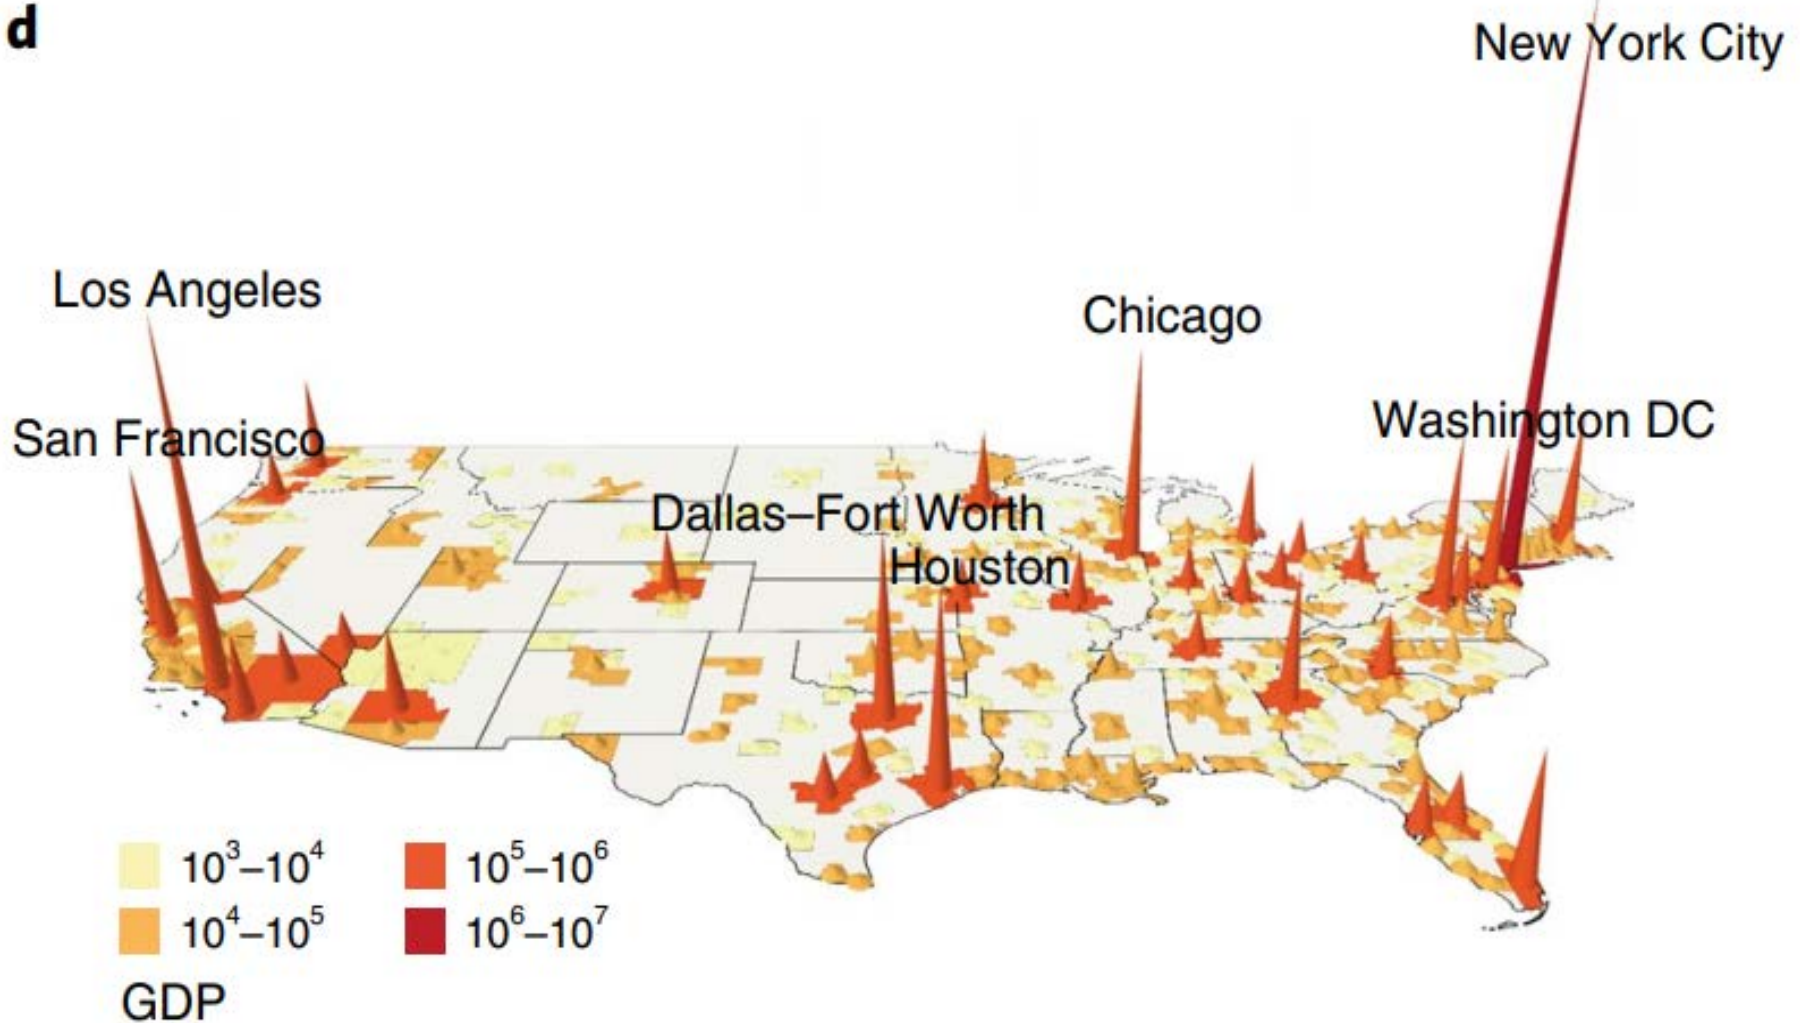 d
New York City
Los Angeles
Chicago
Washington DC
San Francisco
Dallas–Fort Worth
Houston
10³–10⁴
10⁵–10⁶
10⁴–10⁵
10⁶–10⁷
GDP